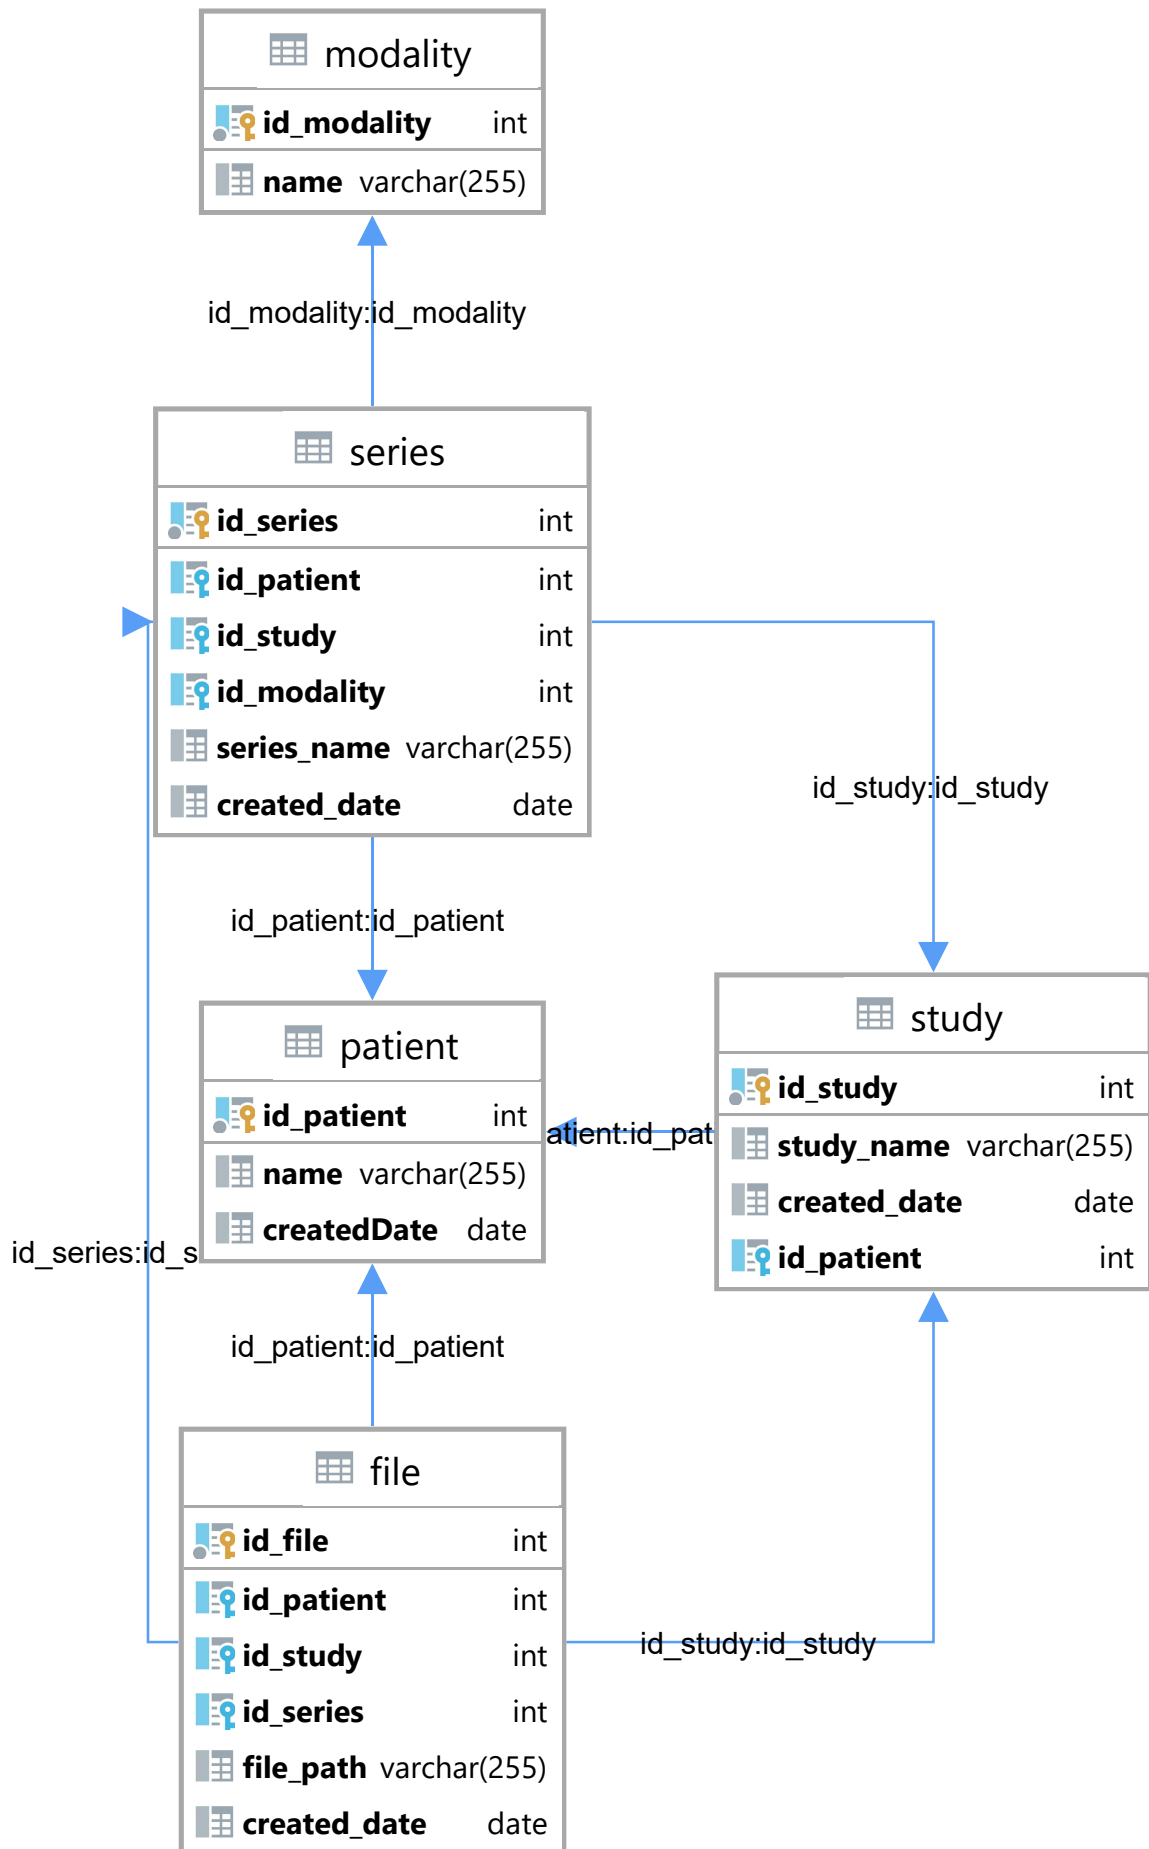 modality
id_modality int
name varchar(255)
id_modality:id_modality
series
id_series int
id_patient int
id_study int
id_modality int
series_name varchar(255)
created_date date
id_study:id_study
id_patient:id_patient
patient
id_patient int
name varchar(255)
createdDate date
atient:id_pat
study
id_study int
study_name varchar(255)
created_date date
id_patient int
id_series:id_s
id_patient:id_patient
file
id_file int
id_patient int
id_study int
id_series int
file_path varchar(255)
created_date date
id_study:id_study